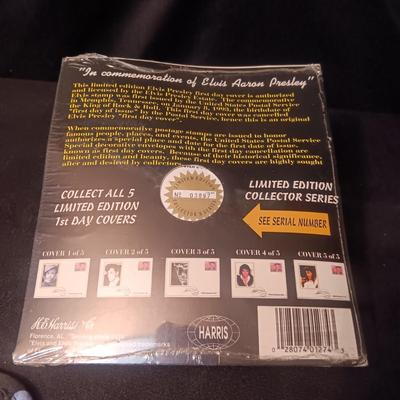 "In commemoration of Elvis Aaron Presley"
This limited edition Elvis Presley first day cover is authorized
and licensed by the Elvis Presley Estate. The commemorative
Elvis stamp was first issued by the United States Postal Service
in Memphis, Tennessee, on January 8, 1993, the birthdate of
the King of Rock & Roll. This first day cover was cancelled
"first day of issue" by the Postal Service, hence this is an original
Elvis Presley "first day cover".
When commemorative postage stamps are issued to honor
famous people, places, or things, the United States Postal Service
appoints a special place and date for the first date of issue.
Special decorative envelopes with the first day cancellation are
known as first day covers. Because of their historical significance,
limited edition and beauty, these first day covers are highly sought
after and desired by collectors
COLLECT ALL 5
LIMITED EDITION
1st DAY COVERS
LIMITED EDITION
COLLECTOR SERIES
SEE SERIAL NUMBER
COVER 1 of 5
COVER 2 of 5
COVER 3 of 5
COVER 4 of 5
COVER 5 of 5
H.E. Harris & Co.
Florence, AL
HARRIS
0 28074 01274 5